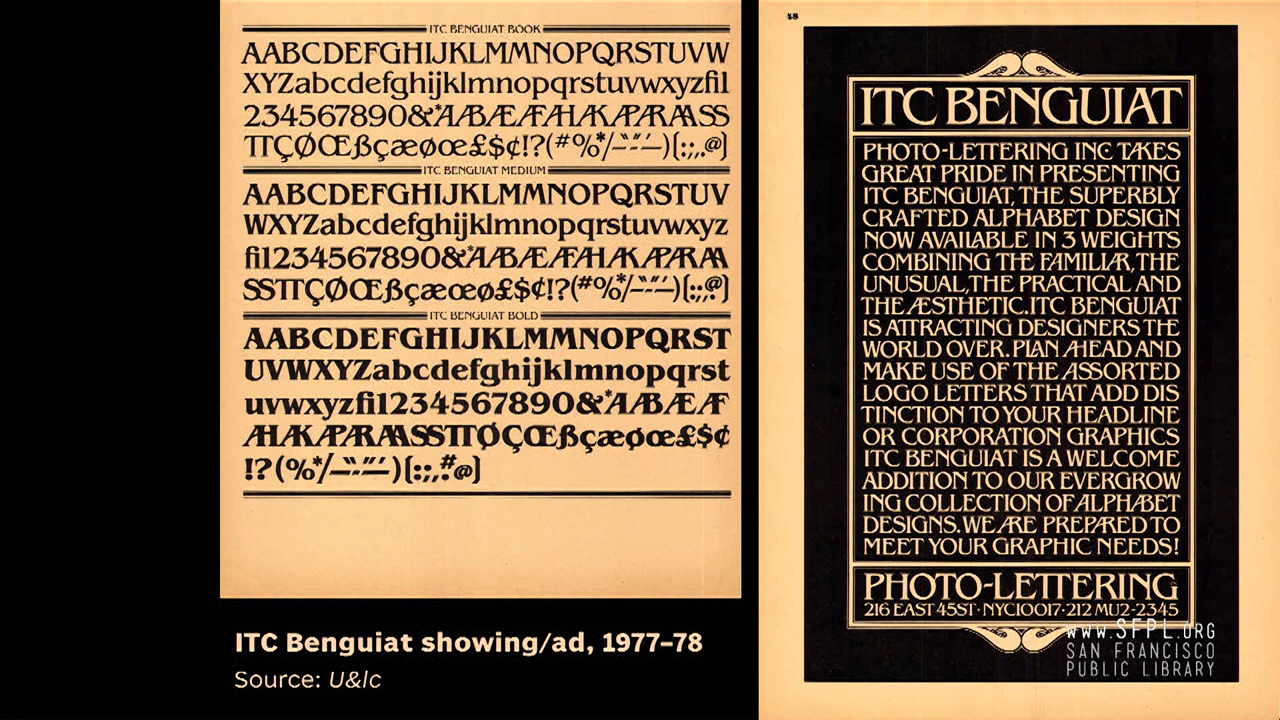 ITC BENGUIAT BOOK
AABCDEFGHIJKLMMNOPQRSTUVW
XYZabcdefghijklmnopqrstuvwxyzfil
234567890&*ABÆFAHKAPARRASS
TTÇØŒßçæøœ£$¢!?(#%*/—-"-"'—)[:;,.@]
ITC BENGUIAT MEDIUM
AABCDEFGHIJKLMMNOPQRSTUV
WXYZabcdefghijklmnopqrstuvwxyz
fi1234567890&*
SSTTÇØŒßçæœø£$¢!?(#%*/)[:;,.@]
ITC BENGUIAT BOLD
AABCDEFGHIJKLMMNOPQRST
UVWXYZabcdefghijklmnopqrst
uvwxyzfi1234567890&*
SSTTØÇŒßçæøœ£$¢
!?(%*/)[:;,.#@]
ITC Benguiat showing/ad, 1977–78
Source: U&lc
48
ITC BENGUIAT
PHOTO-LETTERING INC TAKES
GREAT PRIDE IN PRESENTING
ITC BENGUIAT, THE SUPERBLY
CRAFTED ALPHABET DESIGN
NOW AVAILABLE IN 3 WEIGHTS
COMBINING THE FAMILIAR, THE
UNUSUAL, THE PRACTICAL AND
THE ÆSTHETIC. ITC BENGUIAT
IS ATTRACTING DESIGNERS THE
WORLD OVER. PLAN AHEAD AND
MAKE USE OF THE ASSORTED
LOGO LETTERS THAT ADD DIS
TINCTION TO YOUR HEADLINE
OR CORPORATION GRAPHICS
ITC BENGUIAT IS A WELCOME
ADDITION TO OUR EVERGROW
ING COLLECTION OF ALPHABET
DESIGNS. WE ARE PREPARED TO
MEET YOUR GRAPHIC NEEDS!
PHOTO-LETTERING
216 EAST 45ST · NYC10017·212 MU2-2345
WWW.SFPL.ORG
SAN FRANCISCO
PUBLIC LIBRARY